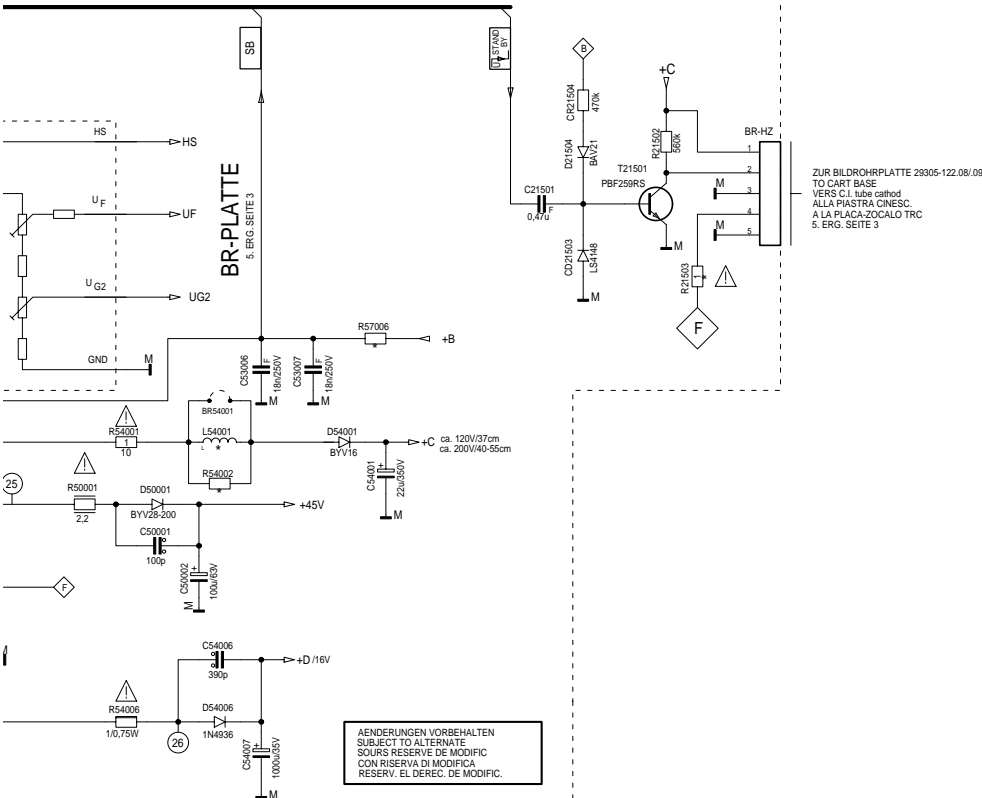 SB
U STAND BY
B
CR21504
470k
+C
D21504
BAV21
R21502
560k
BR-HZ
HS
HS
T21501
PBF259RS
1
2
M
3
4
M
5
ZUR BILDROHRPLATTE 29305-122.08/.09
TO CART BASE
VERS C.I. tube cathod
ALLA PIASTRA CINESC.
A LA PLACA-ZOCALO TRC
5. ERG. SEITE 3
C21501
F
0,47u
U F
UF
BR-PLATTE
5. ERG. SEITE 3
M
CD21503
LS4148
M
R21503
1
*
F
U G2
UG2
R57006
*
+B
GND
M
C53006
F
18n/250V
M
C53007
F
18n/250V
M
BR54001
R54001
1
10
L54001
L
*
D54001
BYV16
+C
ca. 120V/37cm
ca. 200V/40-55cm
R54002
*
C54001
+
22u/350V
M
25
R50001
2,2
D50001
BYV28-200
+45V
C50001
100p
C50002
+
100u/63V
M
F
C54006
390p
+D /16V
R54006
1/0,75W
D54006
1N4936
26
C54007
+
1000u/35V
M
AENDERUNGEN VORBEHALTEN
SUBJECT TO ALTERNATE
SOURS RESERVE DE MODIFIC
CON RISERVA DI MODIFICA
RESERV. EL DEREC. DE MODIFIC.